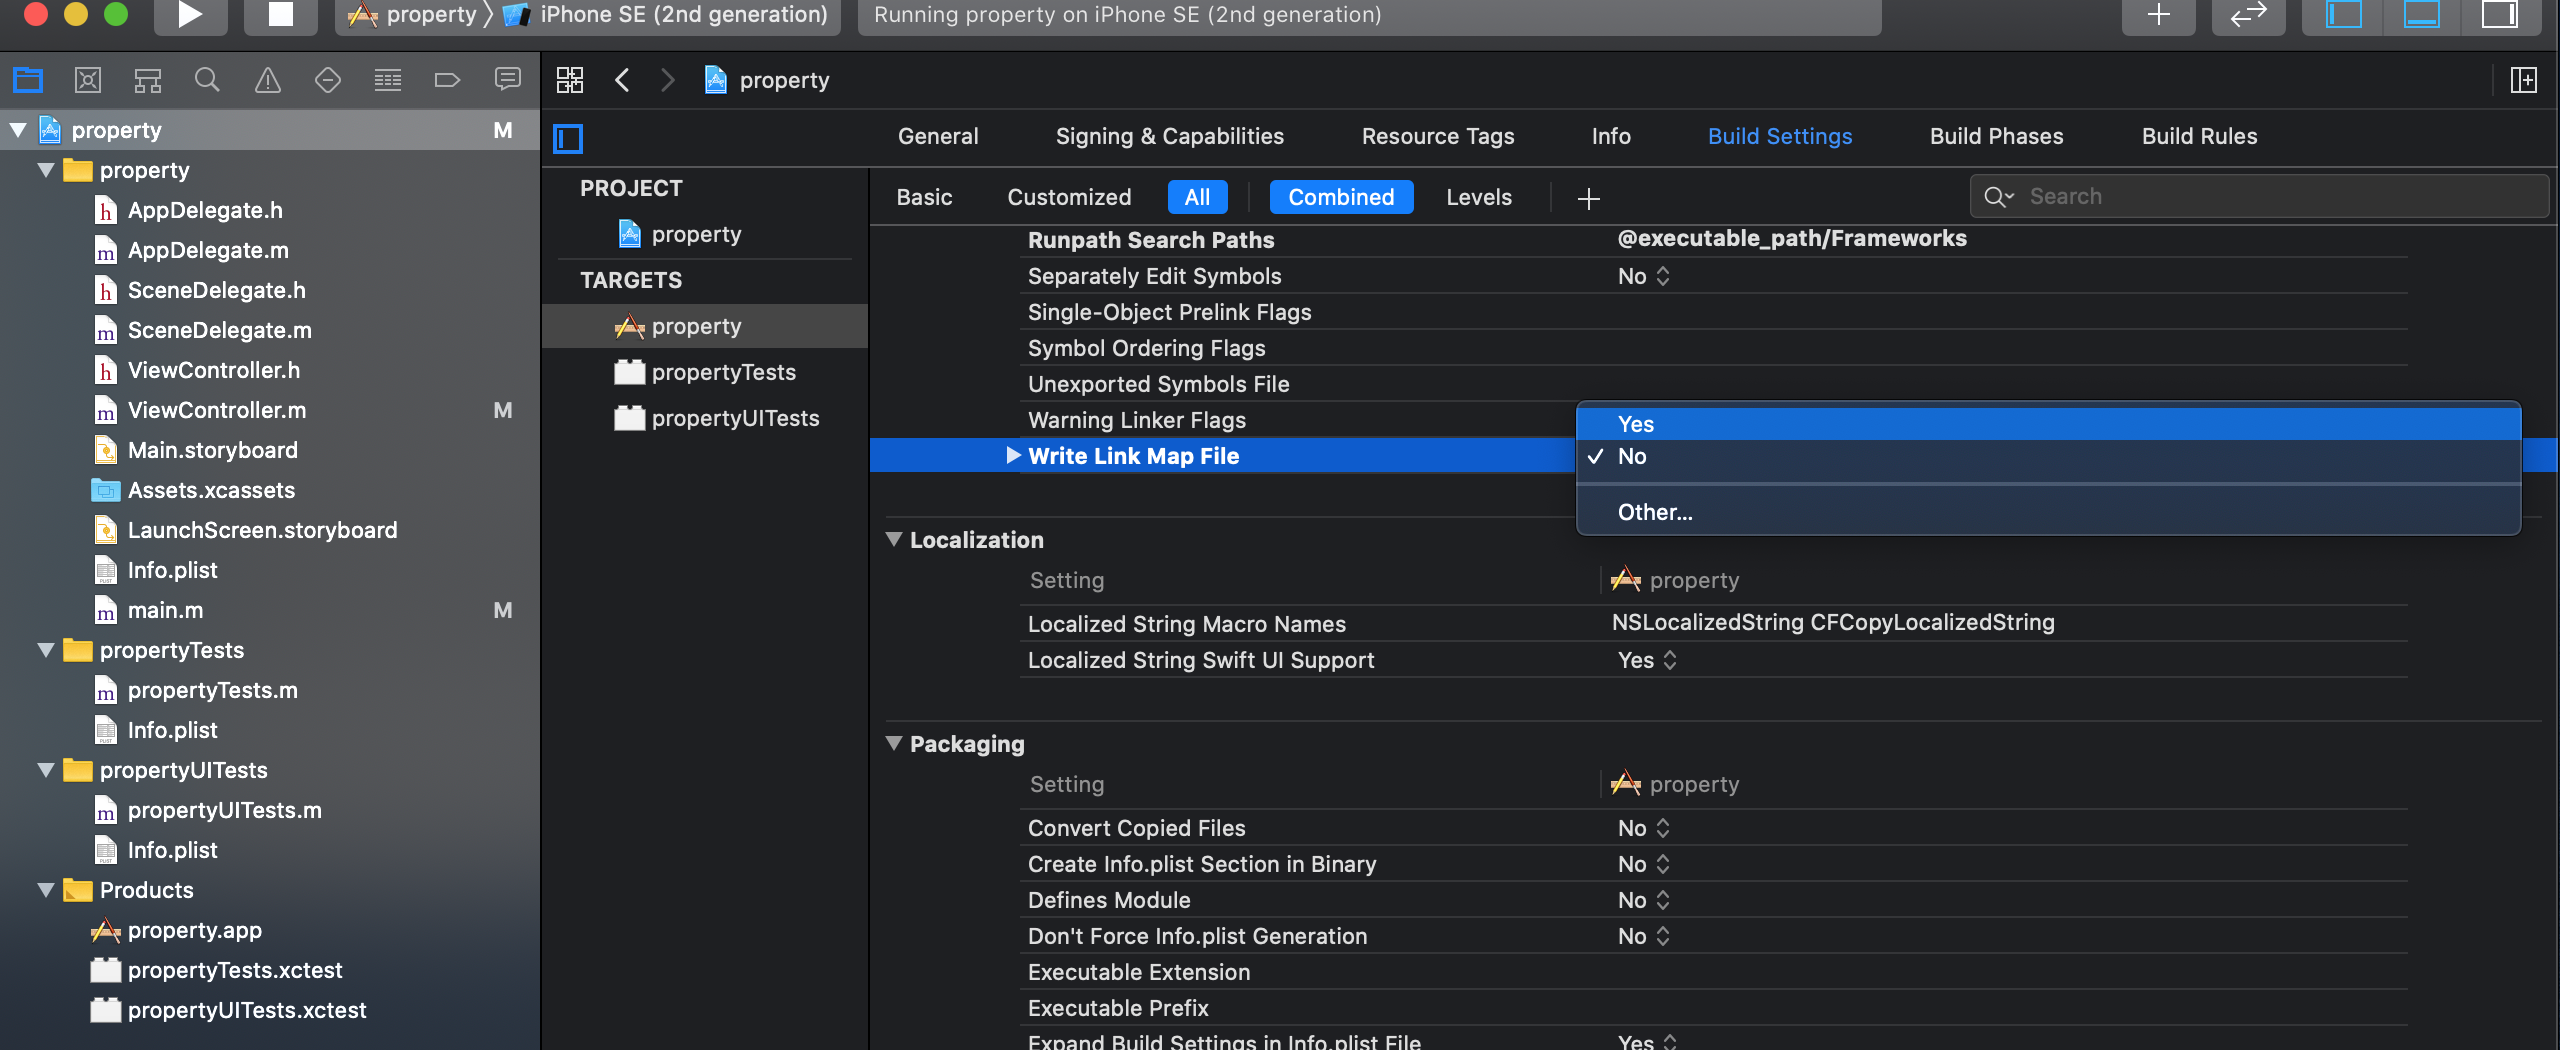 property
iPhone SE (2nd generation)
Running property on iPhone SE (2nd generation)
property
property M
property
AppDelegate.h
AppDelegate.m
SceneDelegate.h
SceneDelegate.m
ViewController.h
ViewController.m M
Main.storyboard
Assets.xcassets
LaunchScreen.storyboard
Info.plist
main.m M
propertyTests
propertyTests.m
Info.plist
propertyUITests
propertyUITests.m
Info.plist
Products
property.app
propertyTests.xctest
propertyUITests.xctest
General Signing & Capabilities Resource Tags Info Build Settings Build Phases Build Rules
PROJECT
property
TARGETS
property
propertyTests
propertyUITests
Basic Customized All Combined Levels Search
Runpath Search Paths @executable_path/Frameworks
Separately Edit Symbols No
Single-Object Prelink Flags
Symbol Ordering Flags
Unexported Symbols File
Warning Linker Flags
Write Link Map File
Yes
No
Other...
Localization
Setting property
Localized String Macro Names NSLocalizedString CFCopyLocalizedString
Localized String Swift UI Support Yes
Packaging
Setting property
Convert Copied Files No
Create Info.plist Section in Binary No
Defines Module No
Don't Force Info.plist Generation No
Executable Extension
Executable Prefix
Expand Build Settings in Info.plist File Yes